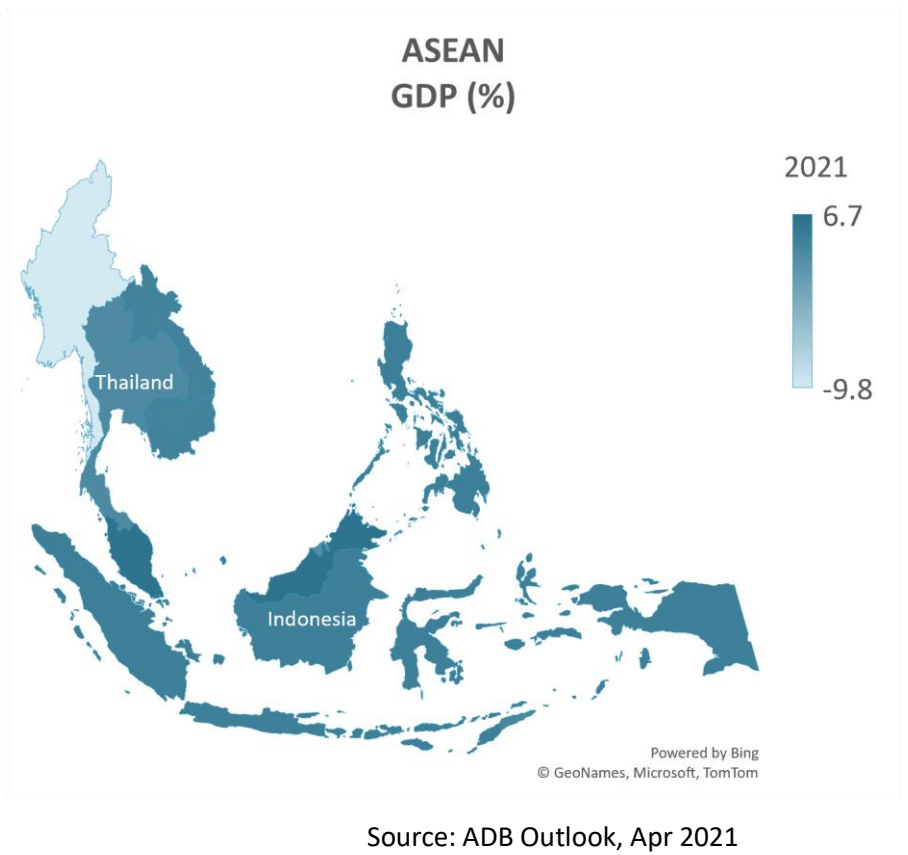 ASEAN
GDP (%)
2021
6.7
-9.8
Thailand
Indonesia
Powered by Bing
© GeoNames, Microsoft, TomTom
Source: ADB Outlook, Apr 2021